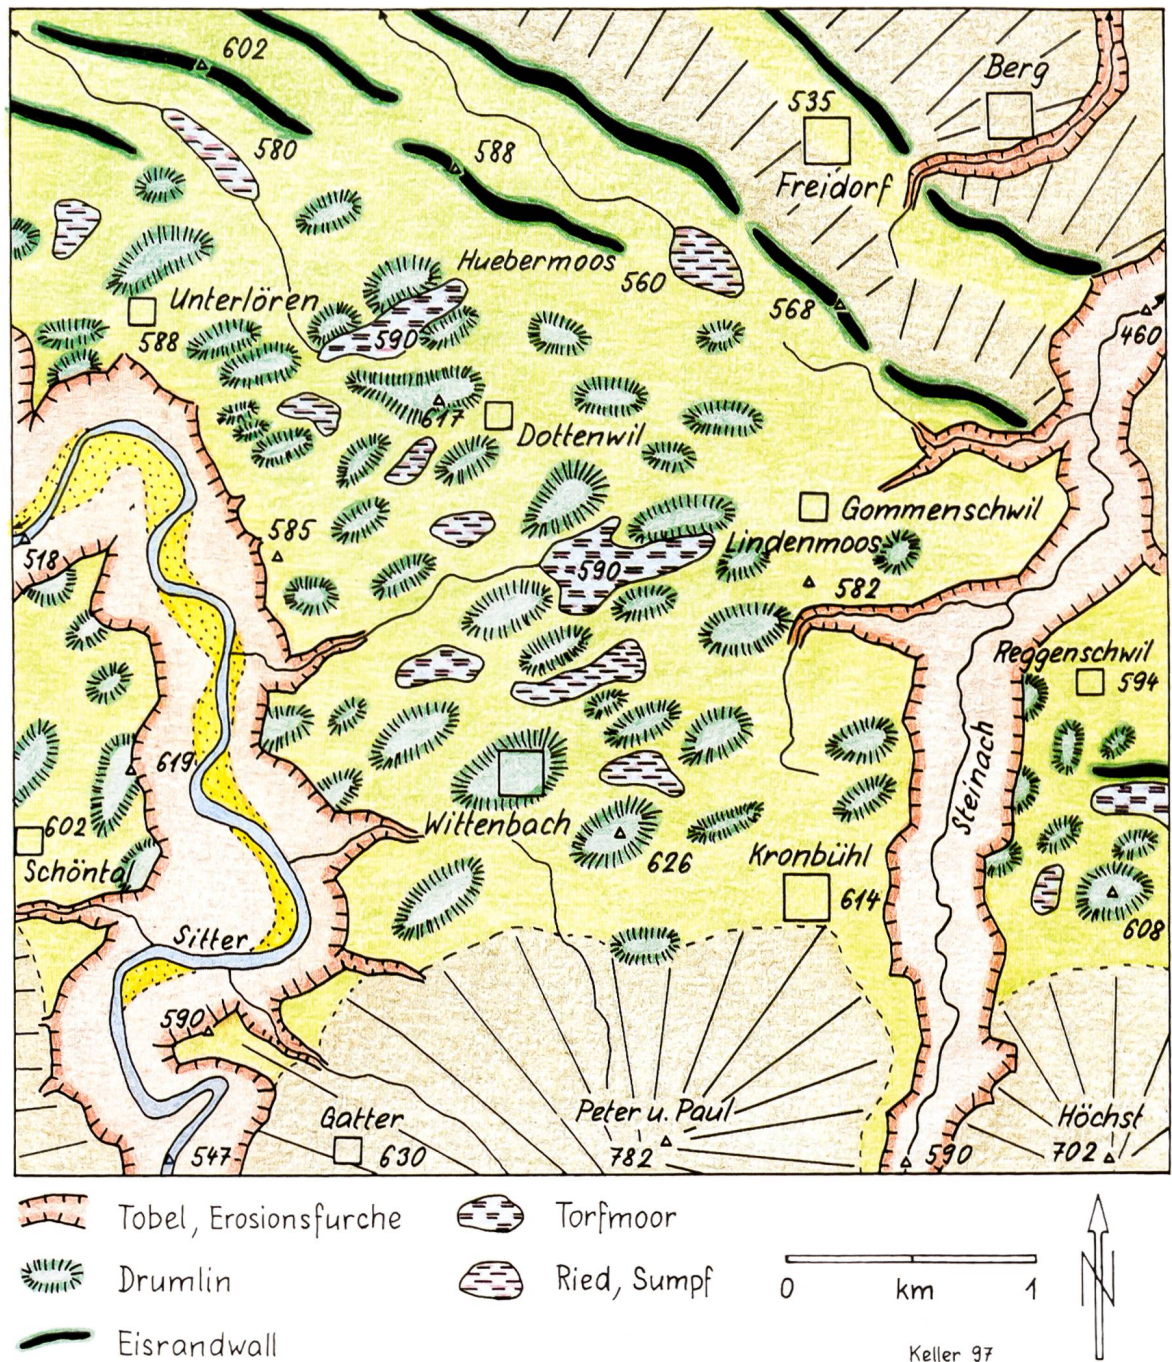 602
Berg
535
580
588
Freidorf
Huebermoos
560
Unterlören
568
588
590
460
617
Dottenwil
Gommenschwil
585
Lindenmoos
518
590
582
Reggenschwil
594
619
Steinach
602
Wittenbach
Schöntal
626
Kronbühl
614
608
Sitter
590
Gatter
630
Peter u. Paul
782
Höchst
702
547
590
Tobel, Erosionsfurche
Torfmoor
Drumlin
Ried, Sumpf
0 km 1
N
Eisrandwall
Keller 97